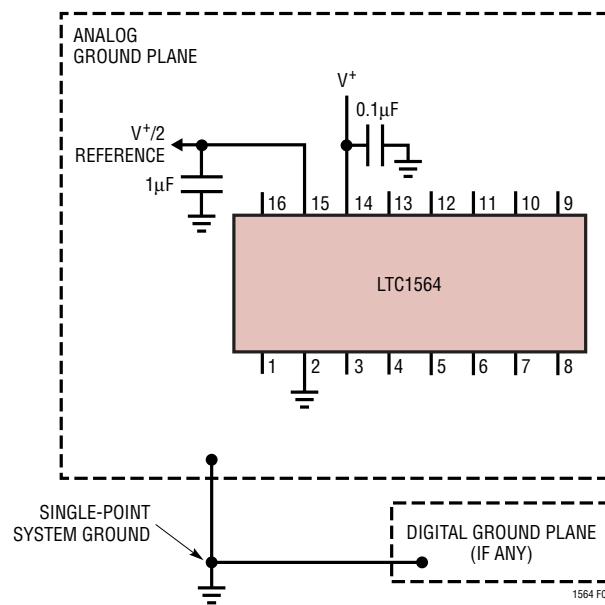 ANALOG
GROUND PLANE
V+
0.1µF
V+/2
REFERENCE
1µF
16 15 14 13 12 11 10 9
LTC1564
1 2 3 4 5 6 7 8
SINGLE-POINT
SYSTEM GROUND
DIGITAL GROUND PLANE
(IF ANY)
1564